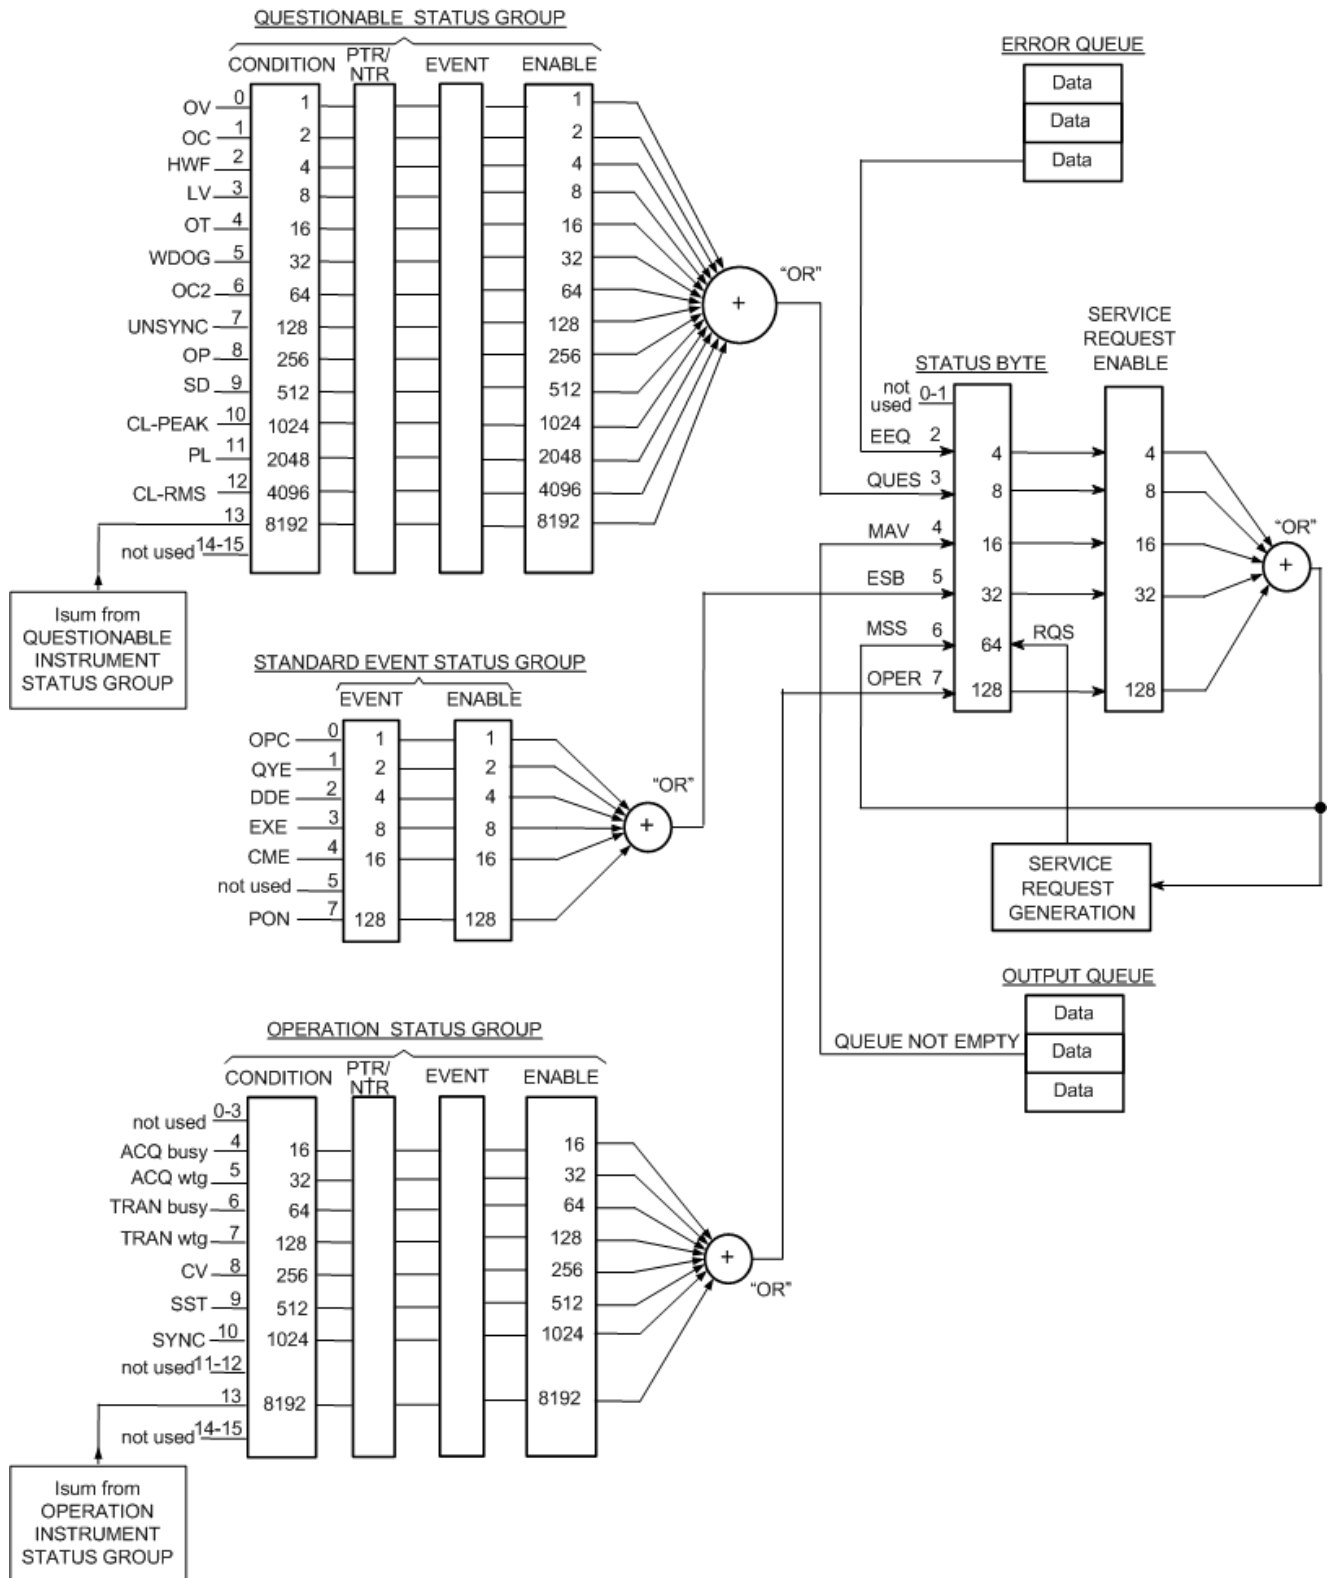 QUESTIONABLE STATUS GROUP
CONDITION PTR/ NTR EVENT ENABLE
OV 0 1 1
OC 1 2 2
HWF 2 4 4
LV 3 8 8
OT 4 16 16
WDOG 5 32 32
OC2 6 64 64
UNSYNC 7 128 128
OP 8 256 256
SD 9 512 512
CL-PEAK 10 1024 1024
PL 11 2048 2048
CL-RMS 12 4096 4096
13 8192 8192
not used 14-15
"OR"
+
Isum from
QUESTIONABLE
INSTRUMENT
STATUS GROUP
ERROR QUEUE
Data
Data
Data
STATUS BYTE
SERVICE
REQUEST
ENABLE
not used 0-1
EEQ 2 4 4
QUES 3 8 8
MAV 4 16 16
ESB 5 32 32
MSS 6 64 RQS
OPER 7 128 128
"OR"
+
SERVICE
REQUEST
GENERATION
STANDARD EVENT STATUS GROUP
EVENT ENABLE
OPC 0 1 1
QYE 1 2 2
DDE 2 4 4
EXE 3 8 8
CME 4 16 16
not used 5
PON 7 128 128
"OR"
+
OUTPUT QUEUE
Data
QUEUE NOT EMPTY Data
Data
OPERATION STATUS GROUP
CONDITION PTR/ NTR EVENT ENABLE
not used 0-3
ACQ busy 4 16 16
ACQ wtg 5 32 32
TRAN busy 6 64 64
TRAN wtg 7 128 128
CV 8 256 256
SST 9 512 512
SYNC 10 1024 1024
not used 11-12
13 8192 8192
not used 14-15
+
"OR"
Isum from
OPERATION
INSTRUMENT
STATUS GROUP